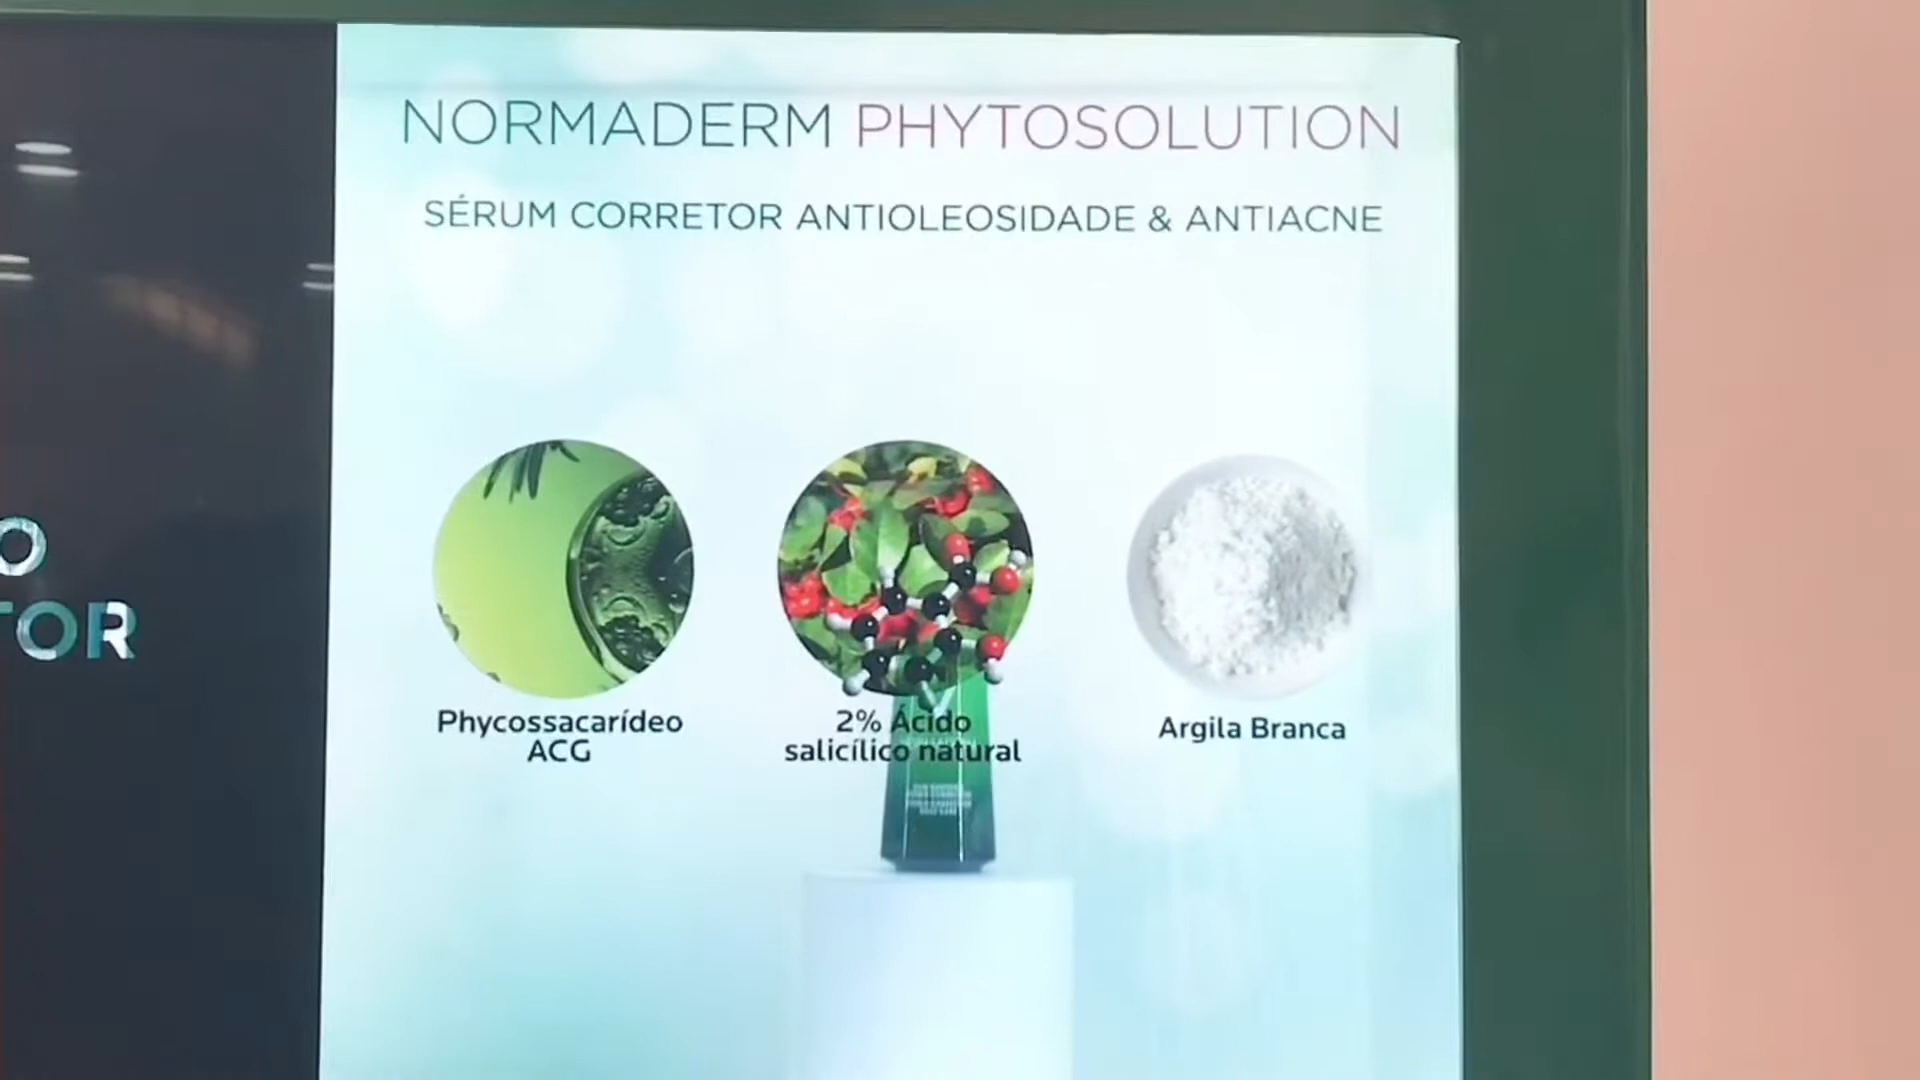 NORMADERM PHYTOSOLUTION
SÉRUM CORRETOR ANTIOLEOSIDADE & ANTIACNE
Phycossacarídeo
ACG
2% Ácido
salicílico natural
Argila Branca
O
TOR